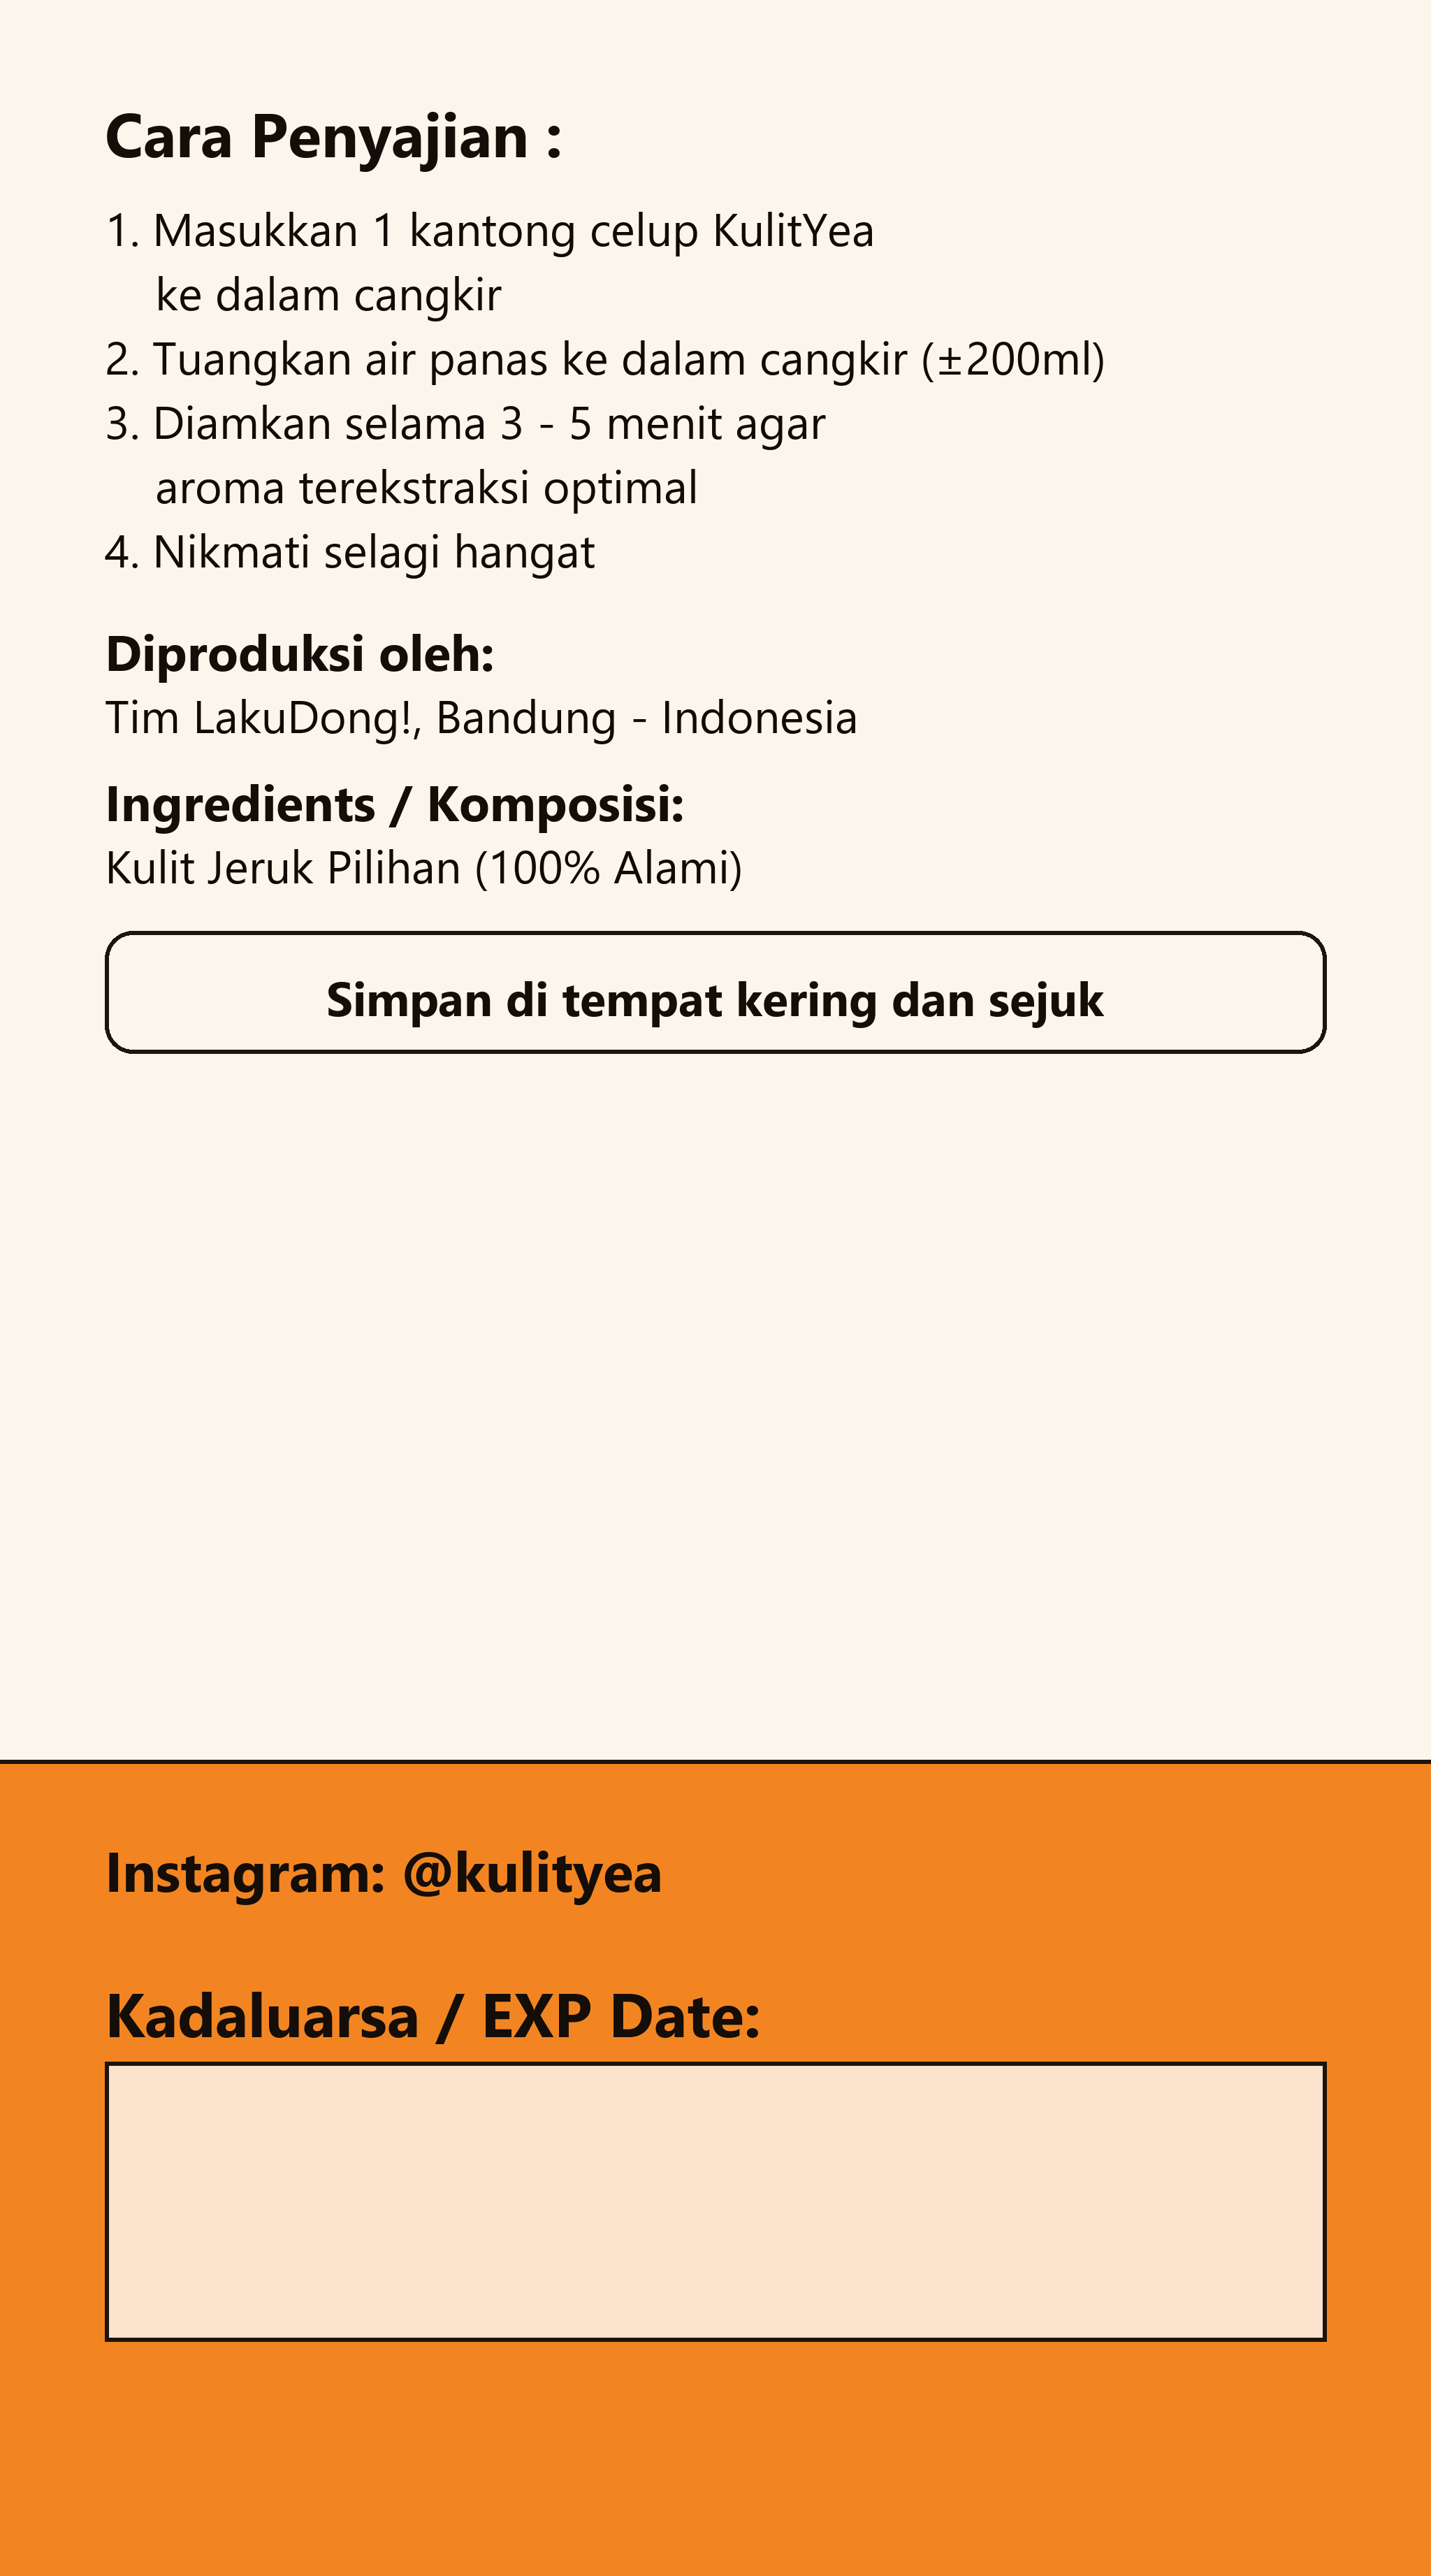 Cara Penyajian :
1. Masukkan 1 kantong celup KulitYea
ke dalam cangkir
2. Tuangkan air panas ke dalam cangkir (±200ml)
3. Diamkan selama 3 - 5 menit agar
aroma terekstraksi optimal
4. Nikmati selagi hangat
Diproduksi oleh:
Tim LakuDong!, Bandung - Indonesia
Ingredients / Komposisi:
Kulit Jeruk Pilihan (100% Alami)
Simpan di tempat kering dan sejuk
Instagram: @kulityea
Kadaluarsa / EXP Date: